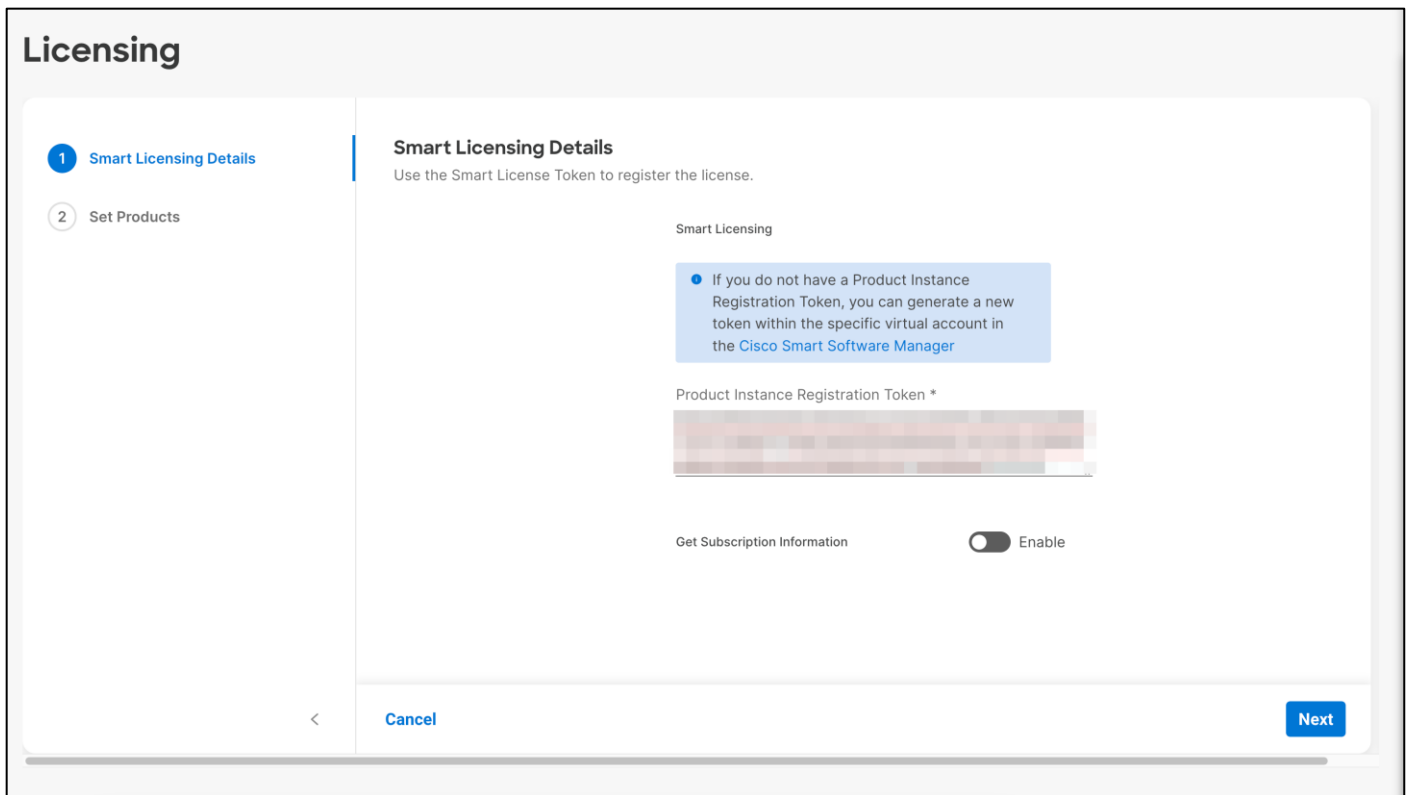 Licensing
1 Smart Licensing Details
2 Set Products
Smart Licensing Details
Use the Smart License Token to register the license.
Smart Licensing
If you do not have a Product Instance
Registration Token, you can generate a new
token within the specific virtual account in
the Cisco Smart Software Manager
Product Instance Registration Token *
Get Subscription Information
Enable
Cancel
Next